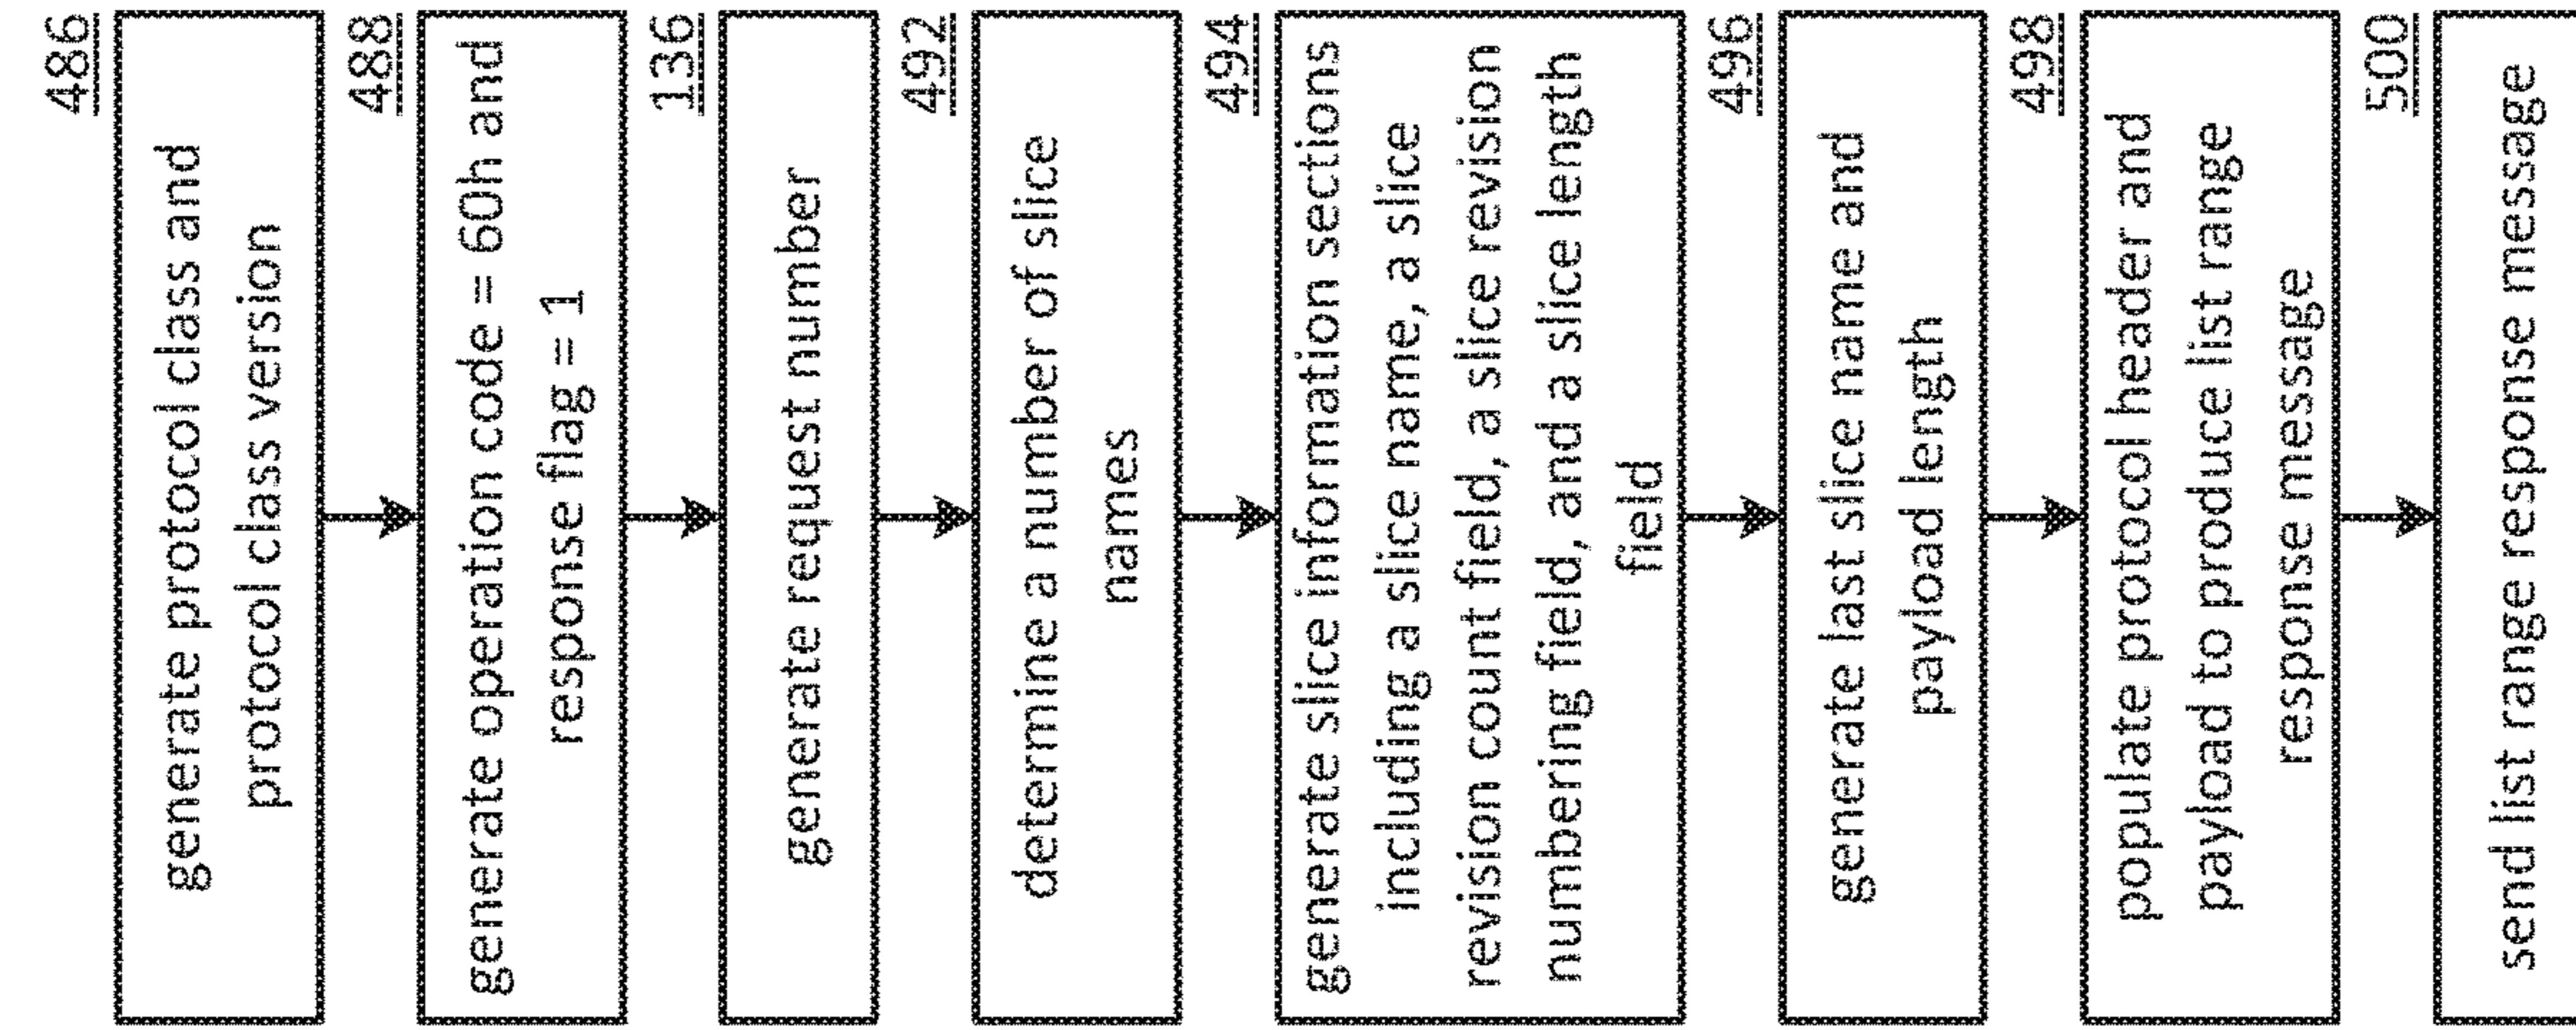 486
generate protocol class and
protocol class version
488
generate operation code = 60h and
response flag = 1
136
generate request number
492
determine a number of slice
names
494
generate slice information sections
including a slice name, a slice
revision count field, a slice revision
numbering field, and a slice length
field
496
generate last slice name and
payload length
498
populate protocol header and
payload to produce list range
response message
500
send list range response message